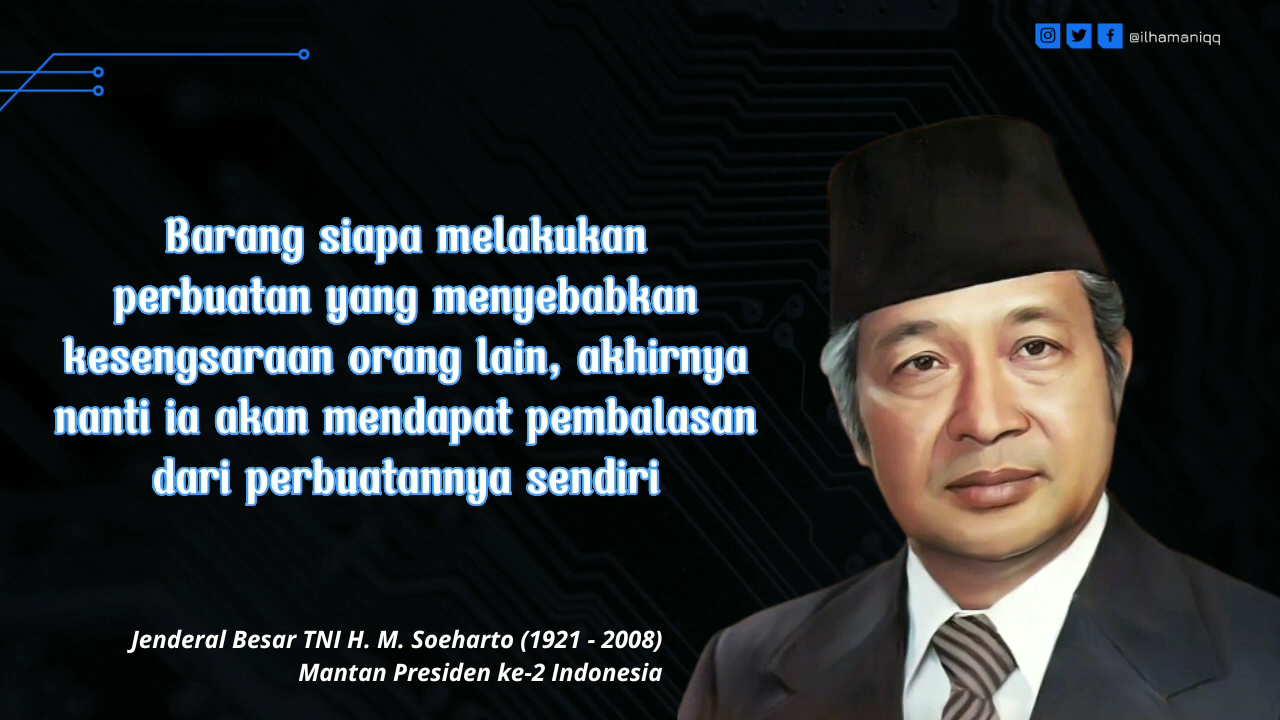 @ilhamaniqq
Barang siapa melakukan
perbuatan yang menyebabkan
kesengsaraan orang lain, akhirnya
nanti ia akan mendapat pembalasan
dari perbuatannya sendiri
Jenderal Besar TNI H. M. Soeharto (1921 - 2008)
Mantan Presiden ke-2 Indonesia